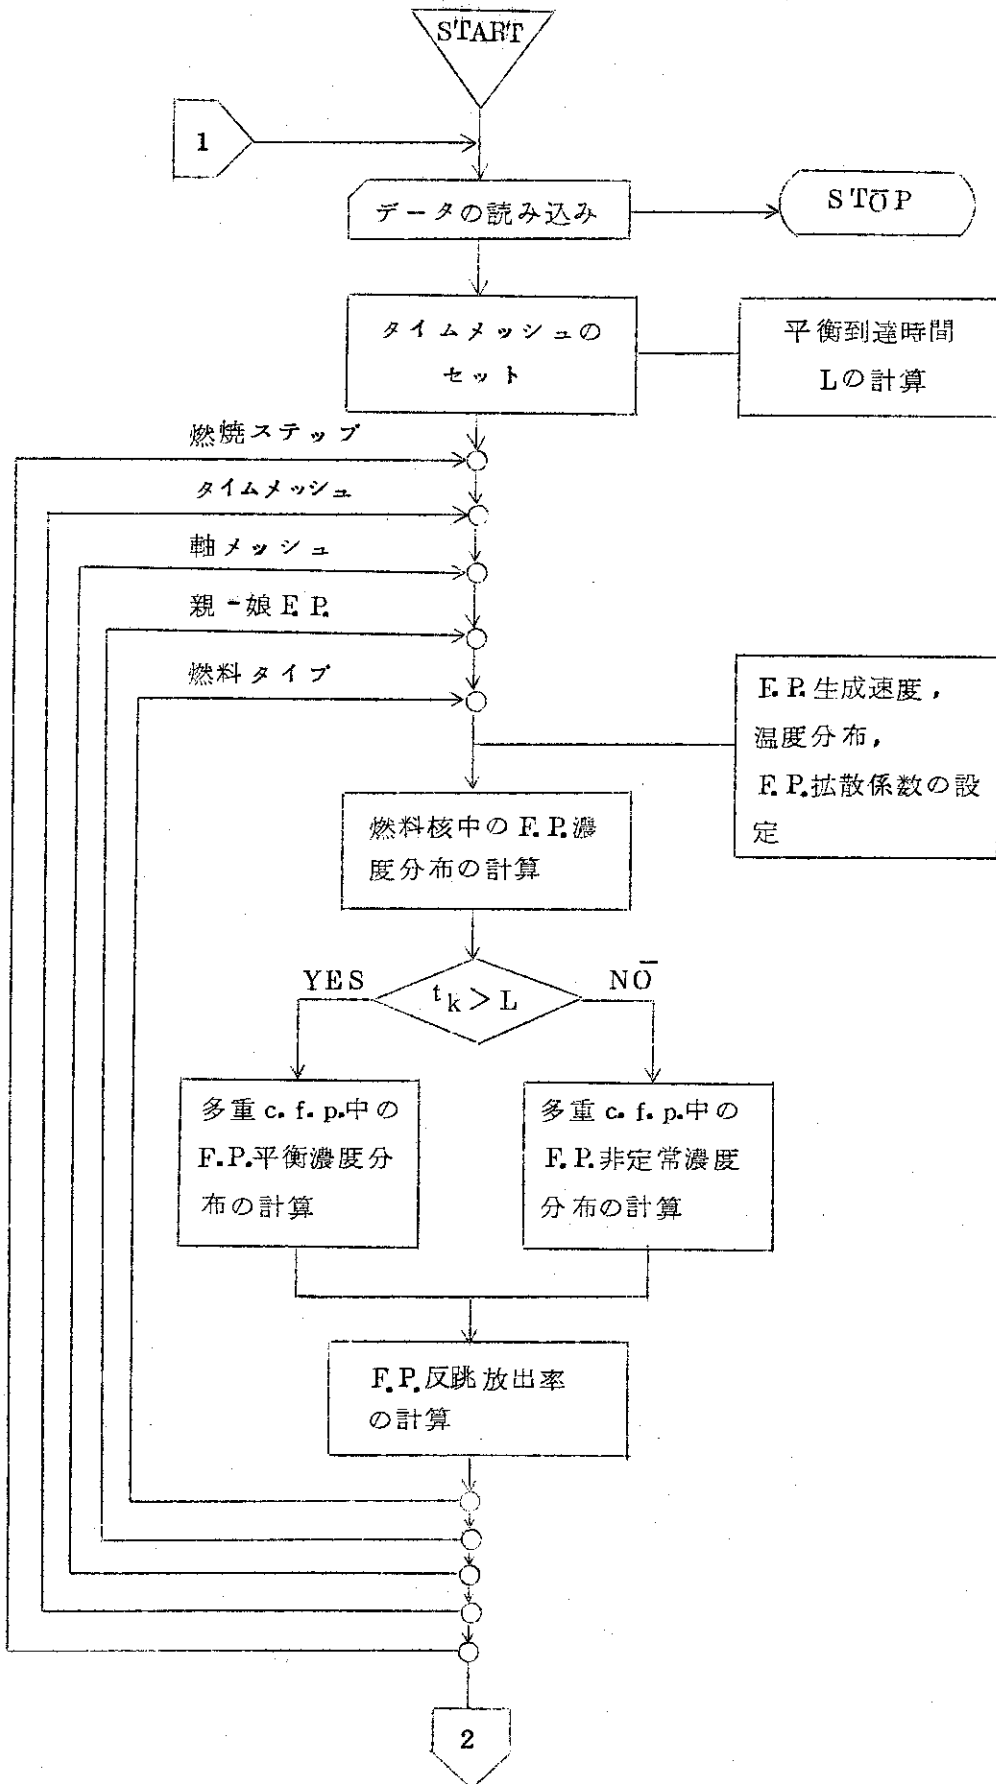 START
1
データの読み込み
STŌP
タイムメッシュの
セット
平衡到達時間
Lの計算
燃焼ステップ
タイムメッシュ
軸メッシュ
親-娘F.P.
燃料タイプ
F.P.生成速度,
温度分布,
F.P.拡散係数の設
定
燃料核中のF.P.濃
度分布の計算
YES
tk > L
NŌ
多重c.f.p.中の
F.P.平衡濃度分
布の計算
多重c.f.p.中の
F.P.非定常濃度
分布の計算
F.P.反跳放出率
の計算
2